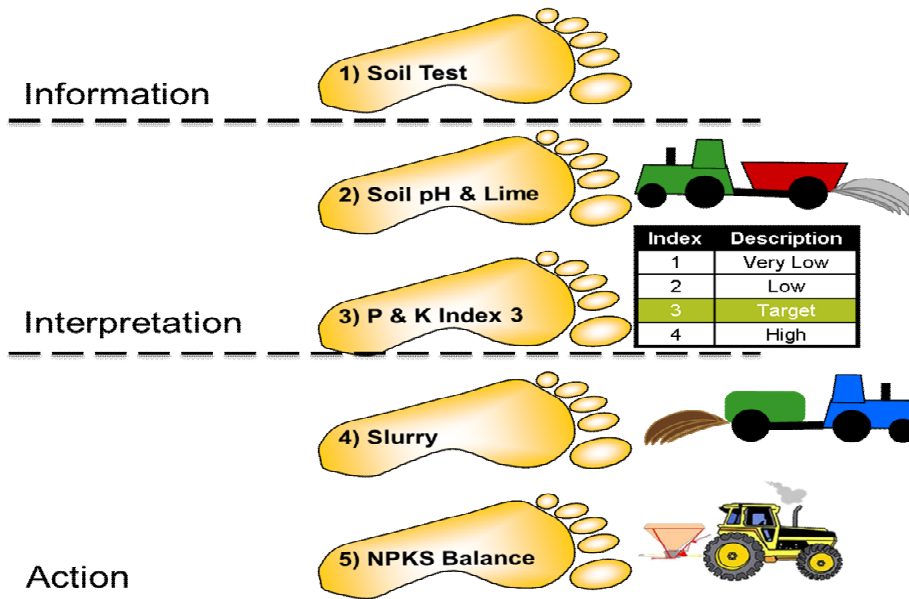 1) Soil Test
Information
2) Soil pH & Lime
Index Description
1 Very Low
2 Low
3 Target
4 High
3) P & K Index 3
Interpretation
4) Slurry
5) NPKS Balance
Action